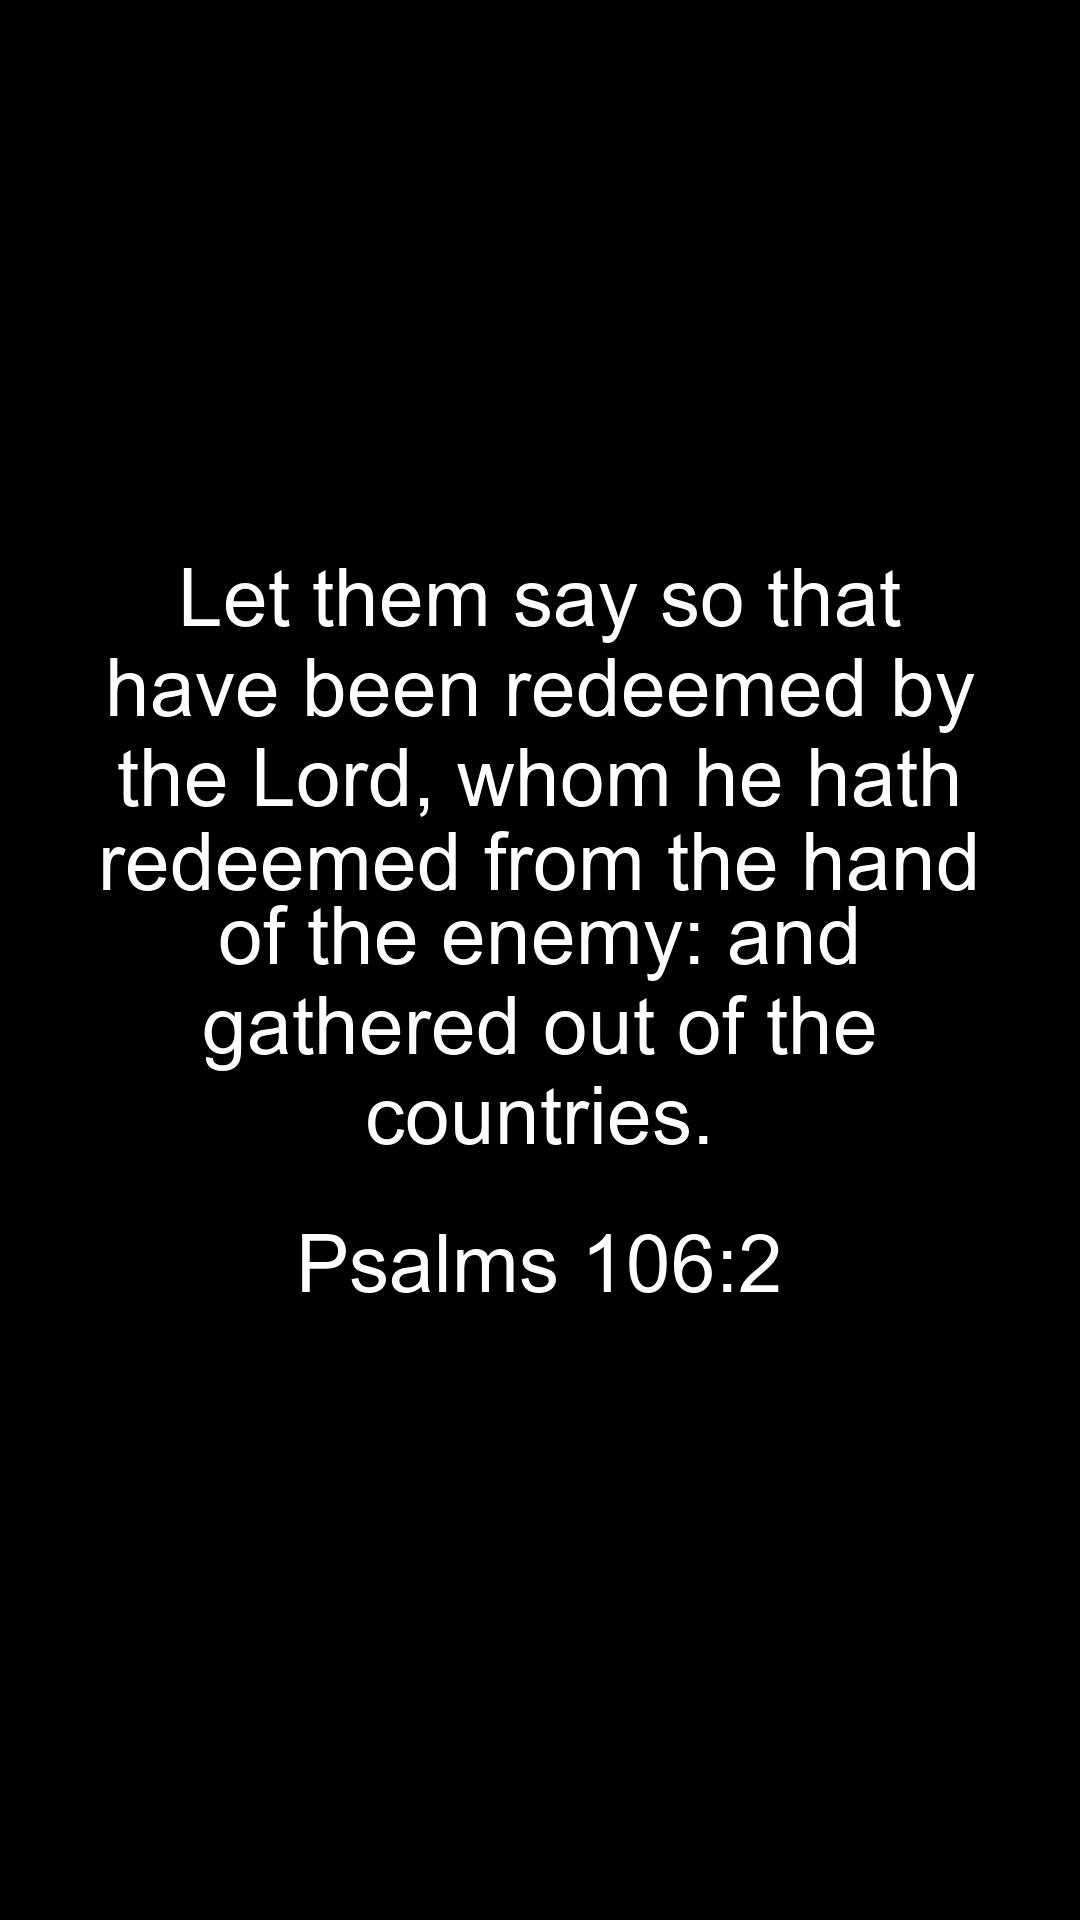 Let them say so that
have been redeemed by
the Lord, whom he hath
redeemed from the hand
of the enemy: and
gathered out of the
countries.
Psalms 106:2